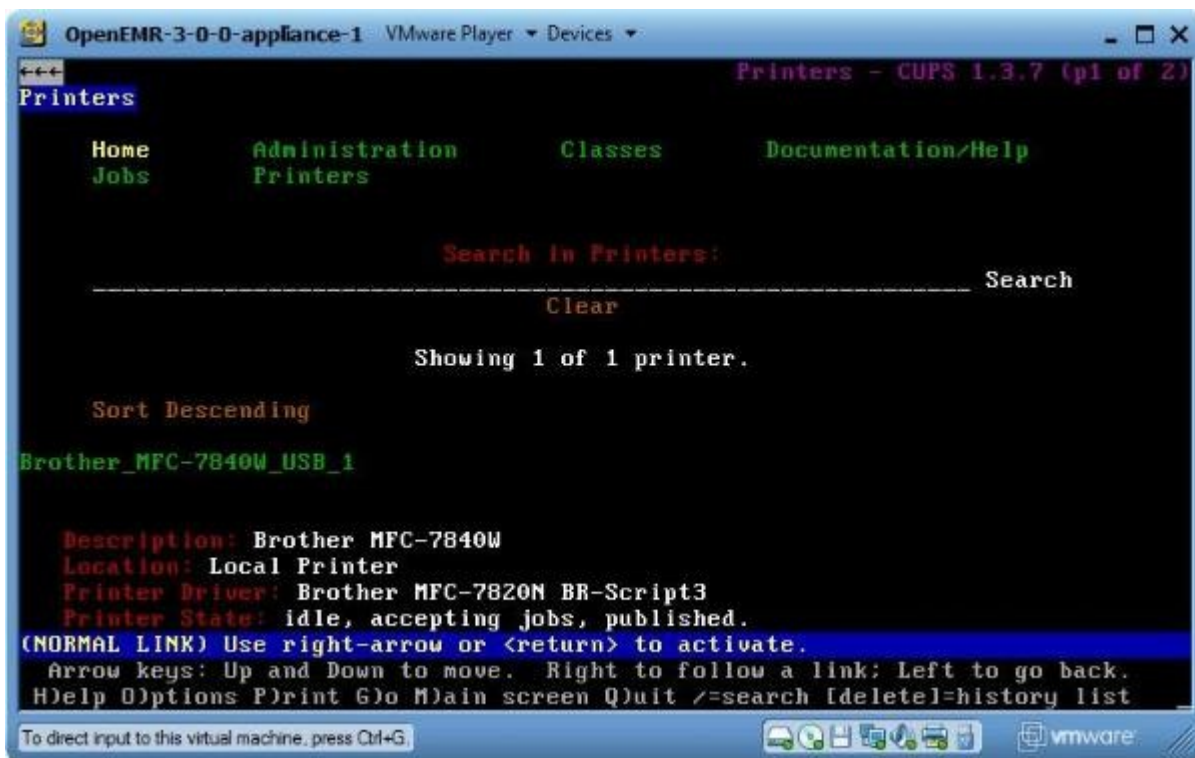 OpenEMR-3-0-0-appliance-1 VMware Player Devices
←←← Printers - CUPS 1.3.7 (p1 of 2)
Printers
Home Administration Classes Documentation/Help
Jobs Printers
Search in Printers:
____________________________________________________________ Search
Clear
Showing 1 of 1 printer.
Sort Descending
Brother_MFC-7840W_USB_1
Description: Brother MFC-7840W
Location: Local Printer
Printer Driver: Brother MFC-7820N BR-Script3
Printer State: idle, accepting jobs, published.
(NORMAL LINK) Use right-arrow or <return> to activate.
Arrow keys: Up and Down to move. Right to follow a link; Left to go back.
H)elp O)ptions P)rint G)o M)ain screen Q)uit /=search [delete]=history list
To direct input to this virtual machine, press Ctrl+G. vmware